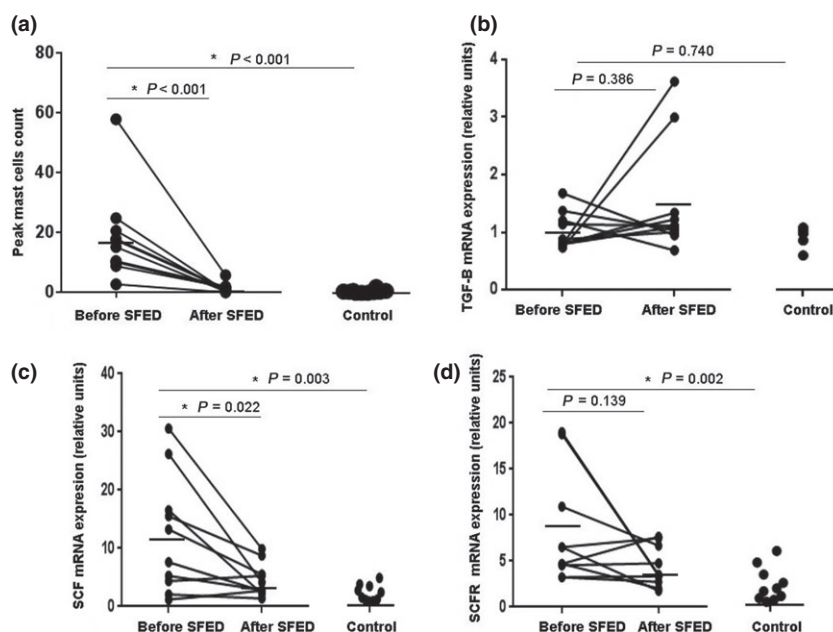 (a)
Peak mast cells count
80
60
40
20
0
* P < 0.001
* P < 0.001
Before SFED After SFED Control
(b)
TGF-B mRNA expression (relative units)
4
3
2
1
0
P = 0.740
P = 0.386
Before SFED After SFED Control
(c)
SCF mRNA expresion (relative units)
40
30
20
10
0
* P = 0.003
* P = 0.022
Before SFED After SFED Control
(d)
SCFR mRNA expression (relative units)
25
20
15
10
5
0
* P = 0.002
P = 0.139
Before SFED After SFED Control